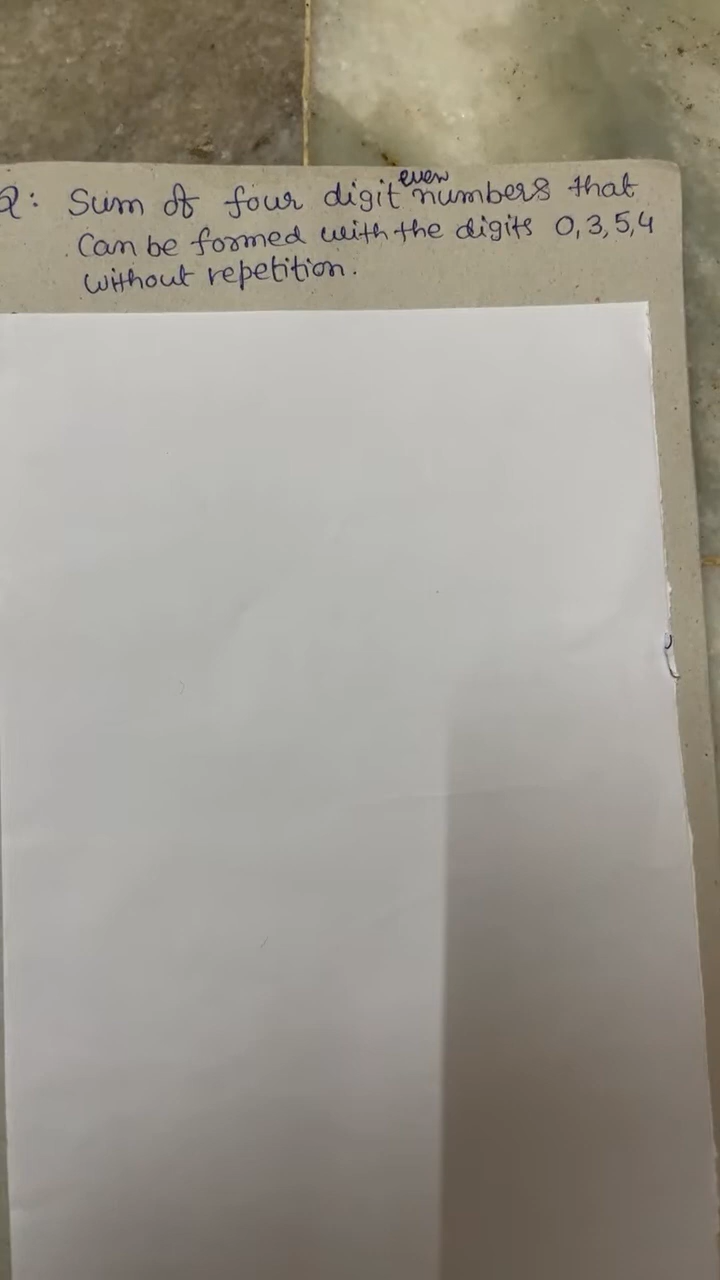 Q: Sum of four digit even numbers that
Can be formed with the digits 0,3,5,4
without repetition.